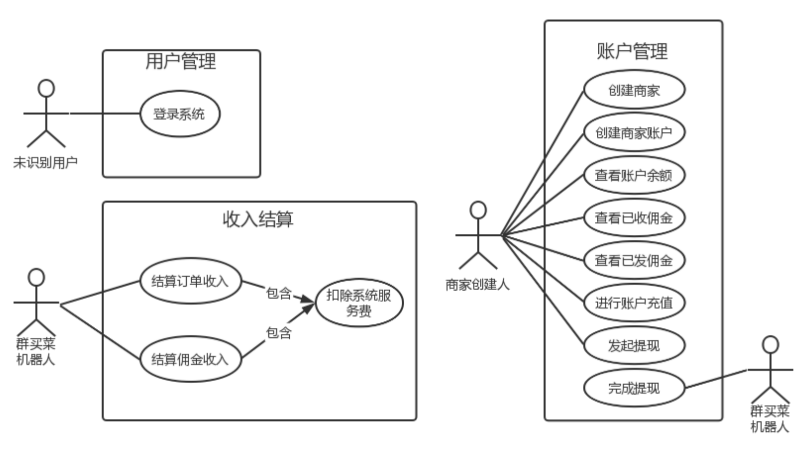 用户管理
登录系统
未识别用户
收入结算
结算订单收入
包含
扣除系统服
务费
包含
结算佣金收入
群买菜
机器人
账户管理
创建商家
创建商家账户
查看账户余额
查看已收佣金
查看已发佣金
进行账户充值
发起提现
完成提现
商家创建人
群买菜
机器人